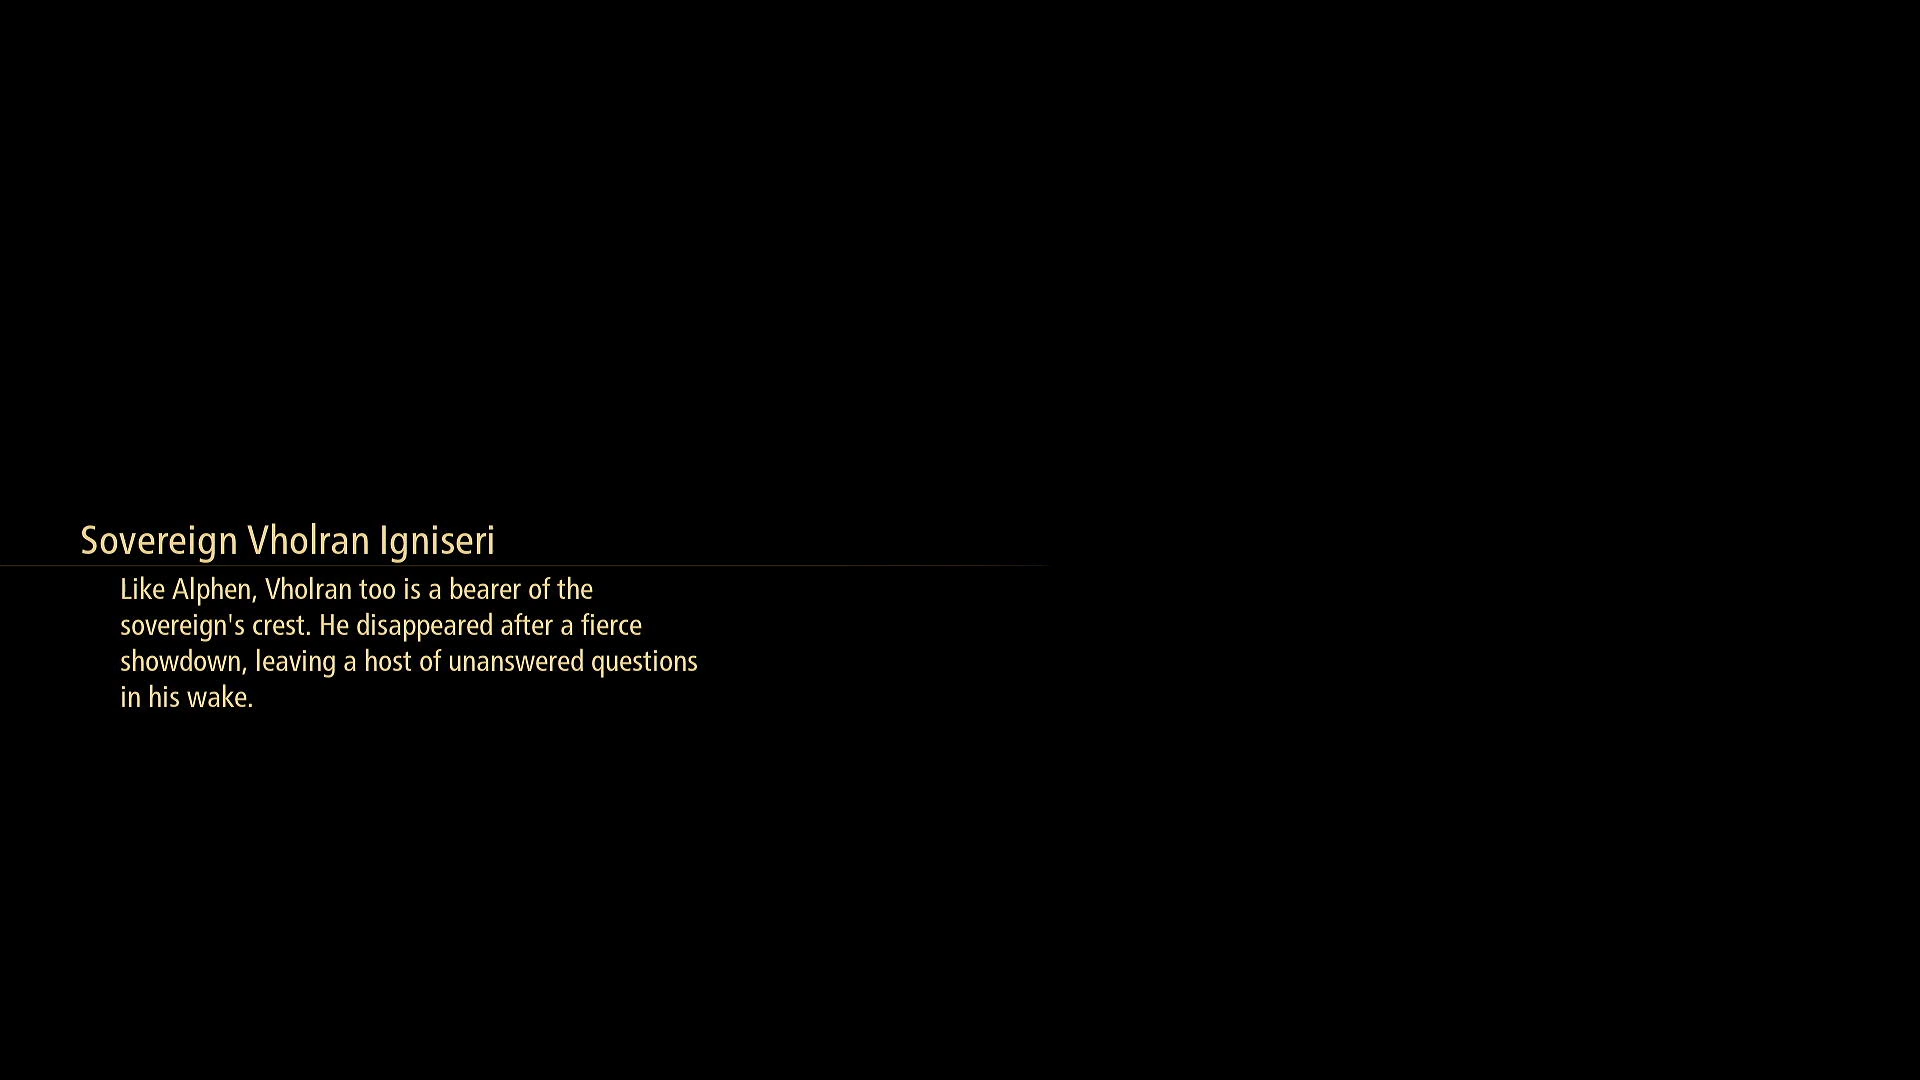 Sovereign Vholran Igniseri
Like Alphen, Vholran too is a bearer of the
sovereign's crest. He disappeared after a fierce
showdown, leaving a host of unanswered questions
in his wake.